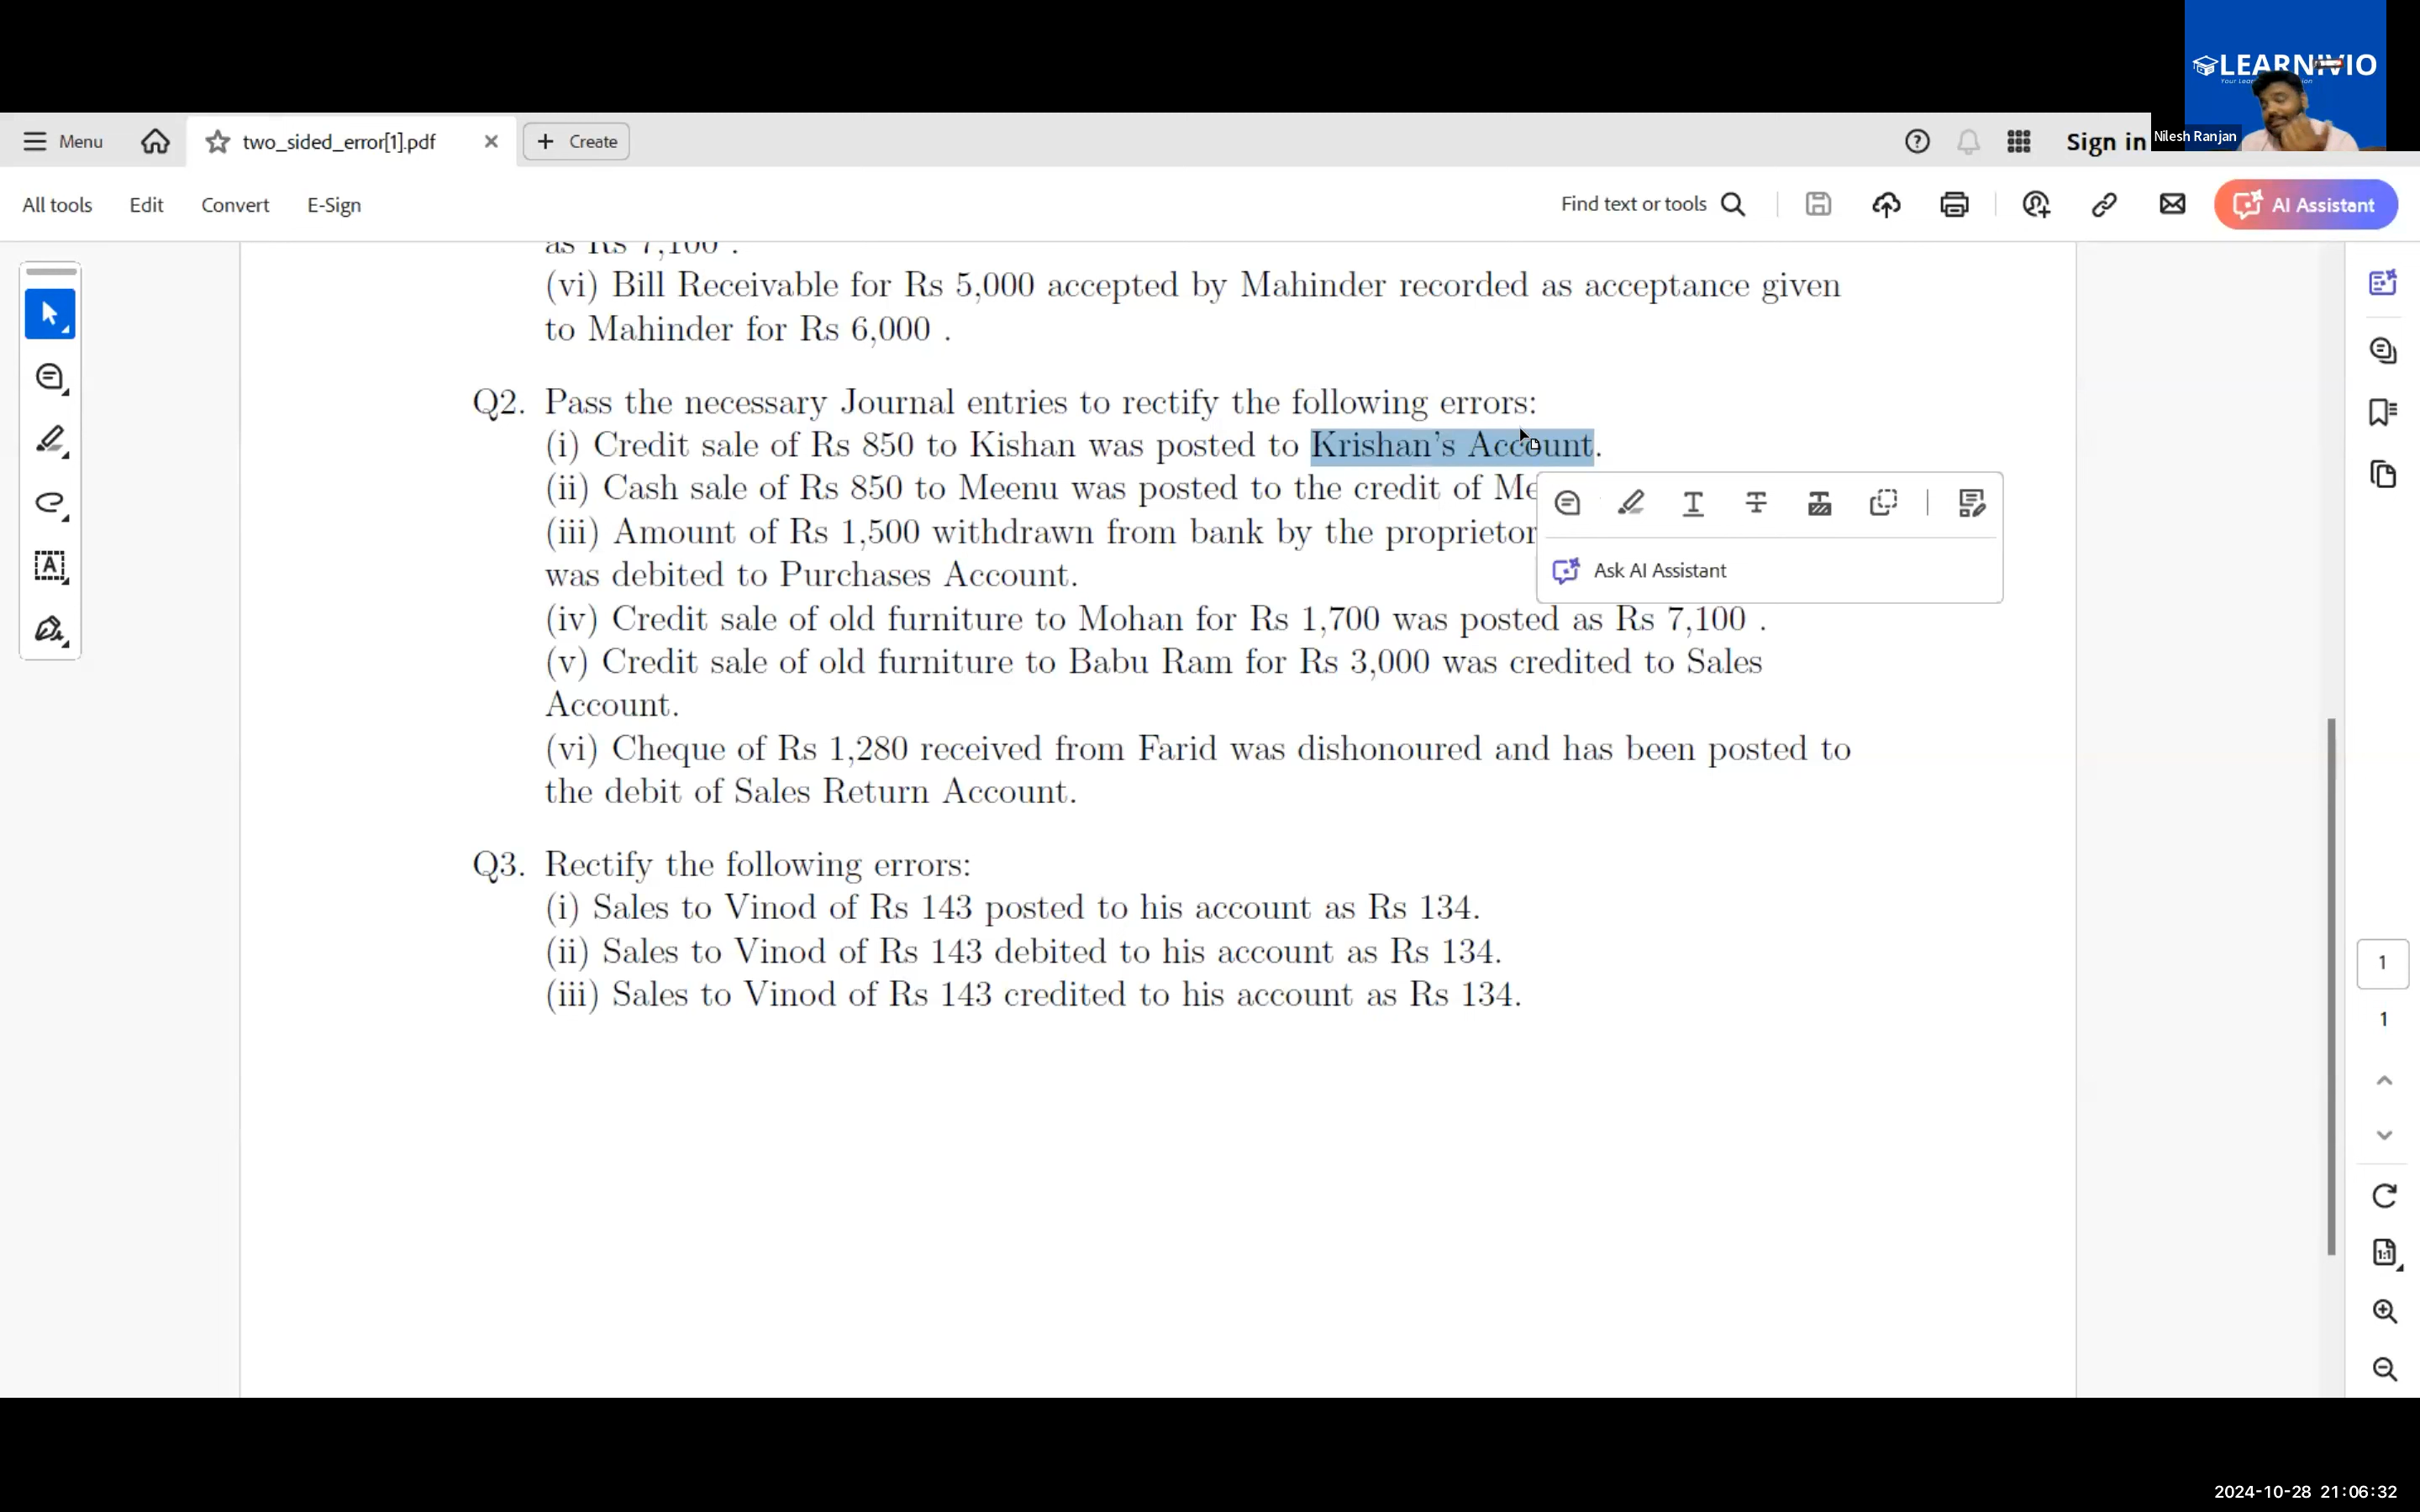 LEARNIVIO
Nilesh Ranjan
Menu
two_sided_error[1].pdf
Create
Sign in
All tools
Edit
Convert
E-Sign
Find text or tools
AI Assistant
as Rs 7,100 .
(vi) Bill Receivable for Rs 5,000 accepted by Mahinder recorded as acceptance given
to Mahinder for Rs 6,000 .
Q2. Pass the necessary Journal entries to rectify the following errors:
(i) Credit sale of Rs 850 to Kishan was posted to Krishan's Account.
(ii) Cash sale of Rs 850 to Meenu was posted to the credit of Me
(iii) Amount of Rs 1,500 withdrawn from bank by the proprietor
was debited to Purchases Account.
Ask AI Assistant
(iv) Credit sale of old furniture to Mohan for Rs 1,700 was posted as Rs 7,100 .
(v) Credit sale of old furniture to Babu Ram for Rs 3,000 was credited to Sales
Account.
(vi) Cheque of Rs 1,280 received from Farid was dishonoured and has been posted to
the debit of Sales Return Account.
Q3. Rectify the following errors:
(i) Sales to Vinod of Rs 143 posted to his account as Rs 134.
(ii) Sales to Vinod of Rs 143 debited to his account as Rs 134.
(iii) Sales to Vinod of Rs 143 credited to his account as Rs 134.
1
1
2024-10-28 21:06:32